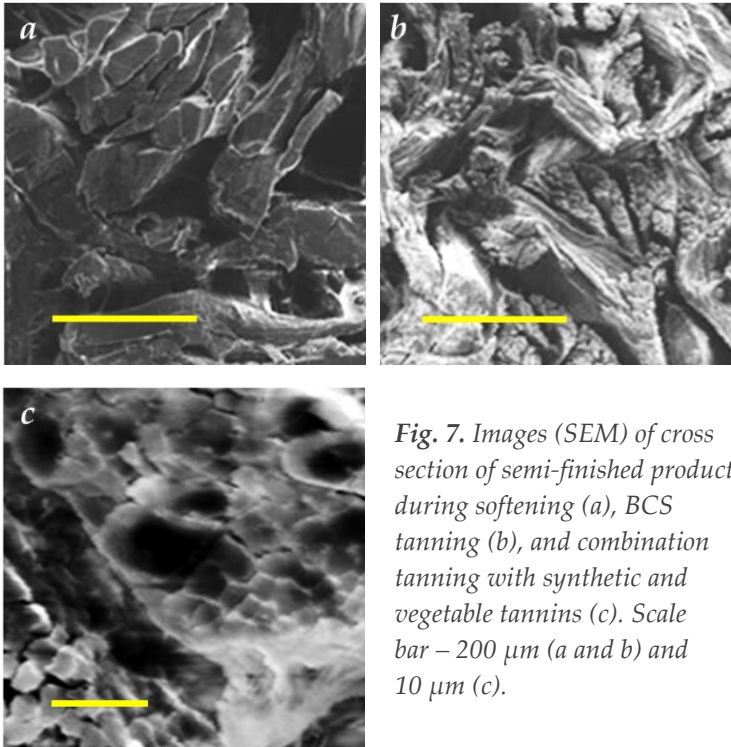 a
b
c
Fig. 7. Images (SEM) of cross
section of semi-finished product
during softening (a), BCS
tanning (b), and combination
tanning with synthetic and
vegetable tannins (c). Scale
bar – 200 μm (a and b) and
10 μm (c).